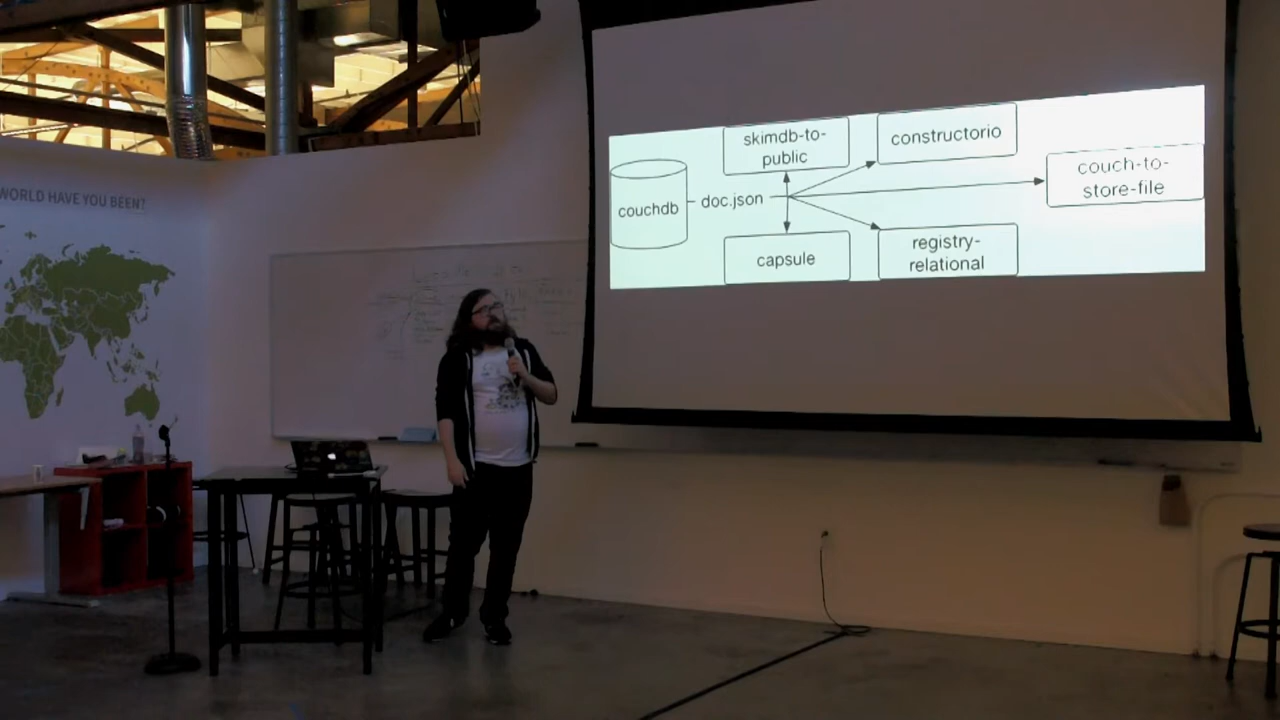 WORLD HAVE YOU BEEN?
skimdb-to-
public
constructorio
couch-to-
store-file
couchdb
doc.json
capsule
registry-
relational